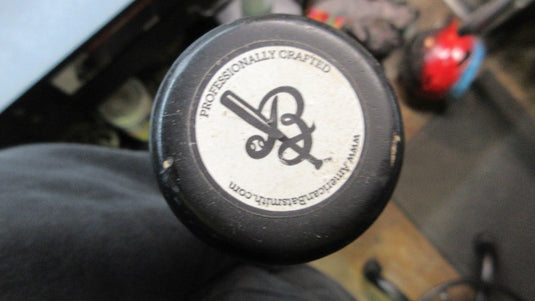 PROFESSIONALLY CRAFTED
B
www.AmericanBatsmith.com